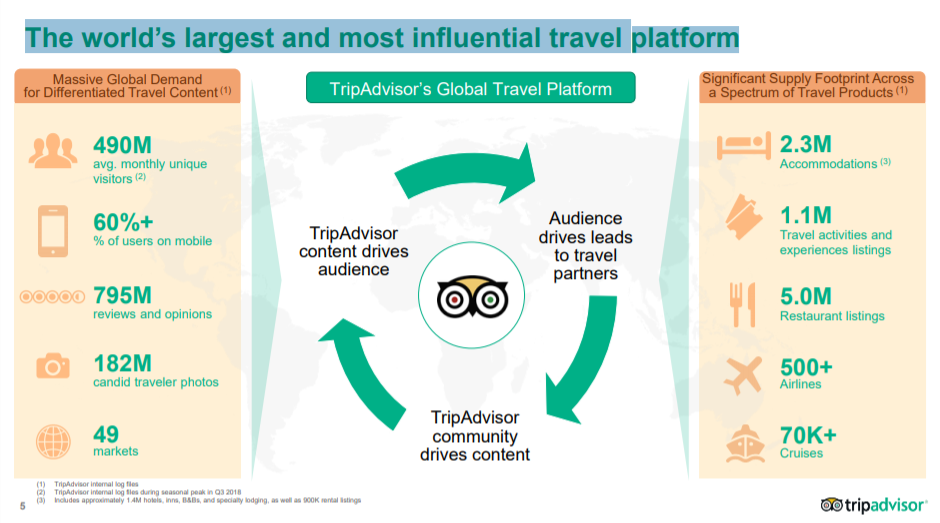 The world's largest and most influential travel platform
Massive Global Demand
for Differentiated Travel Content (1)
490M
avg. monthly unique
visitors (2)
60%+
% of users on mobile
795M
reviews and opinions
182M
candid traveler photos
49
markets
TripAdvisor's Global Travel Platform
TripAdvisor
content drives
audience
Audience
drives leads
to travel
partners
TripAdvisor
community
drives content
Significant Supply Footprint Across
a Spectrum of Travel Products (1)
2.3M
Accommodations (3)
1.1M
Travel activities and
experiences listings
5.0M
Restaurant listings
500+
Airlines
70K+
Cruises
(1) TripAdvisor internal log files
(2) TripAdvisor internal log files during seasonal peak in Q3 2018
(3) Includes approximately 1.4M hotels, inns, B&Bs, and specialty lodging, as well as 900K rental listings
5
tripadvisor®